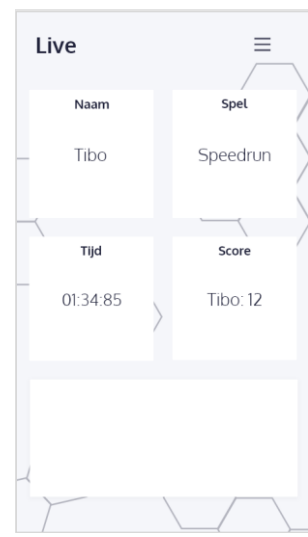 Live
Naam
Spel
Tibo
Speedrun
Tijd
Score
01:34:85
Tibo: 12